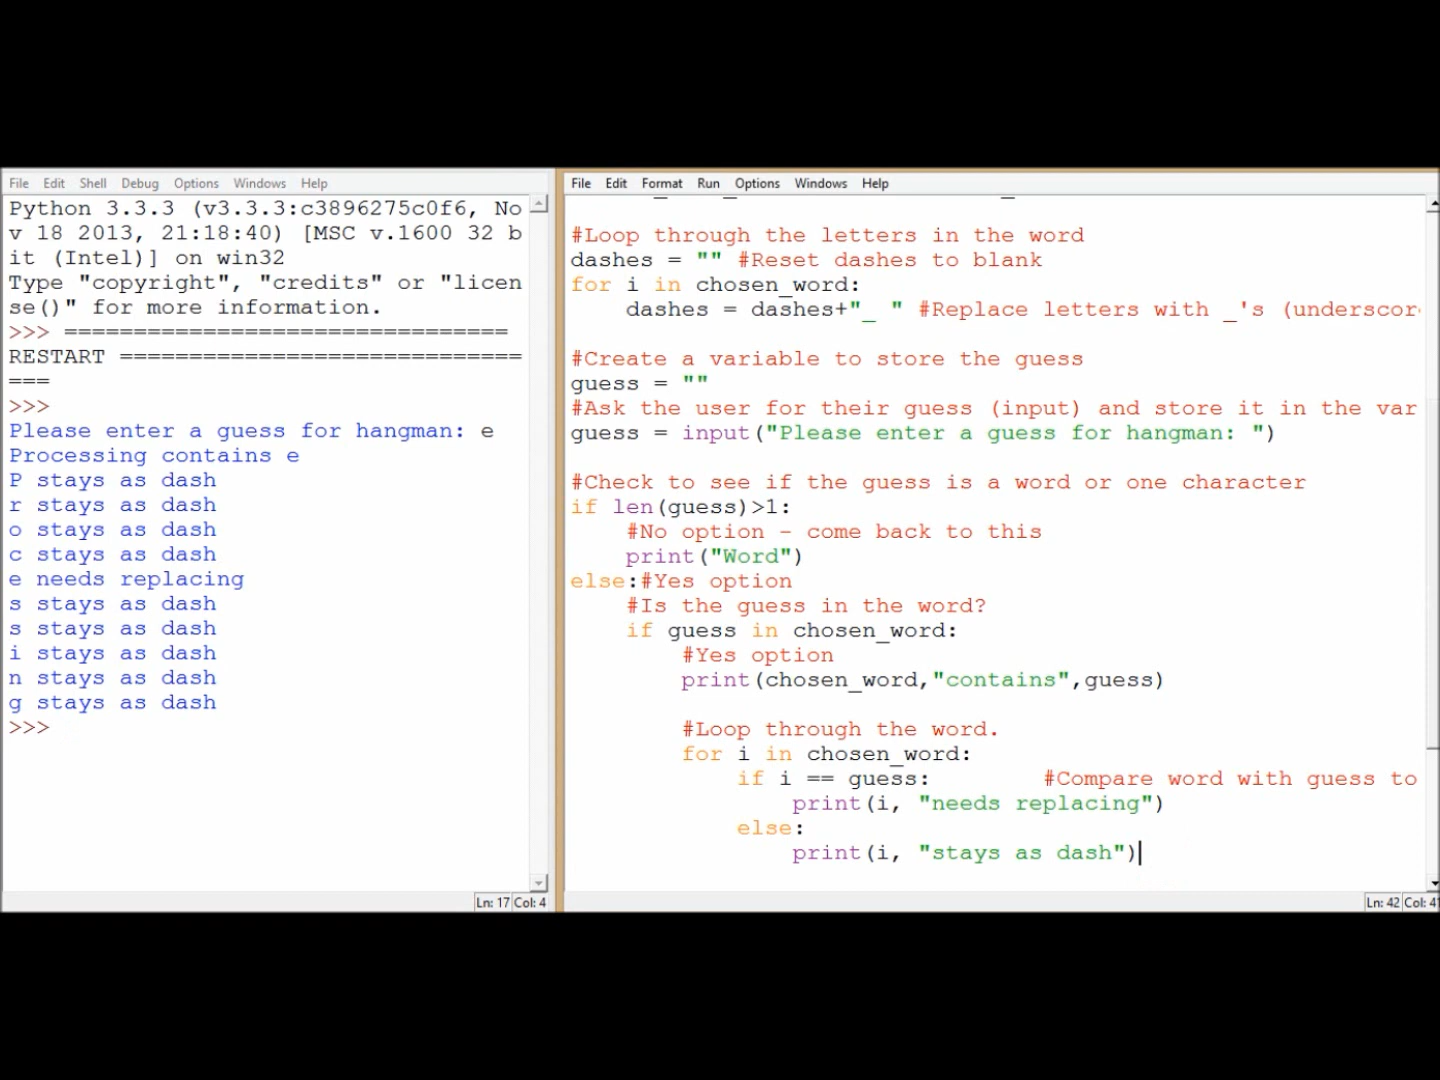 File Edit Shell Debug Options Windows Help
Python 3.3.3 (v3.3.3:c3896275c0f6, No
v 18 2013, 21:18:40) [MSC v.1600 32 b
it (Intel)] on win32
Type "copyright", "credits" or "licen
se()" for more information.
>>> ================================
RESTART =============================
===
>>>
Please enter a guess for hangman: e
Processing contains e
P stays as dash
r stays as dash
o stays as dash
c stays as dash
e needs replacing
s stays as dash
s stays as dash
i stays as dash
n stays as dash
g stays as dash
>>>
Ln: 17 Col: 4
File Edit Format Run Options Windows Help
#Loop through the letters in the word
dashes = "" #Reset dashes to blank
for i in chosen_word:
    dashes = dashes+"_ " #Replace letters with _'s (underscor
#Create a variable to store the guess
guess = ""
#Ask the user for their guess (input) and store it in the var
guess = input("Please enter a guess for hangman: ")
#Check to see if the guess is a word or one character
if len(guess)>1:
    #No option - come back to this
    print("Word")
else:#Yes option
    #Is the guess in the word?
    if guess in chosen_word:
        #Yes option
        print(chosen_word,"contains",guess)
        #Loop through the word.
        for i in chosen_word:
            if i == guess:        #Compare word with guess to
                print(i, "needs replacing")
            else:
                print(i, "stays as dash")
Ln: 42 Col: 41